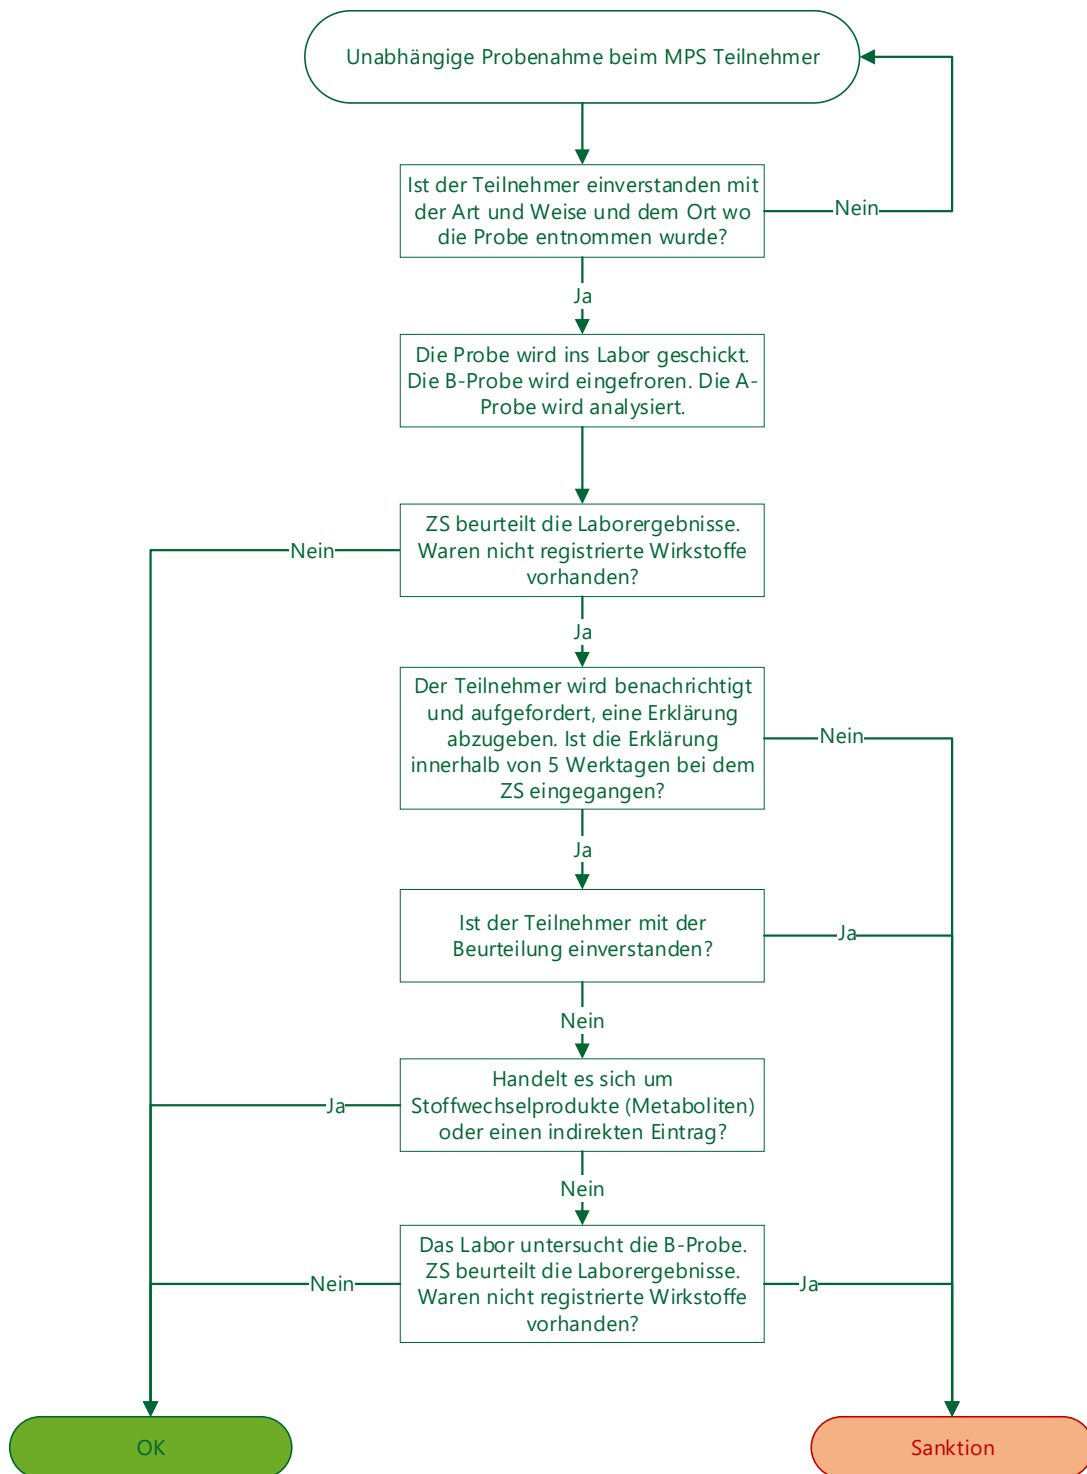 Unabhängige Probenahme beim MPS Teilnehmer
Ist der Teilnehmer einverstanden mit
der Art und Weise und dem Ort wo
die Probe entnommen wurde?
Nein
Ja
Die Probe wird ins Labor geschickt.
Die B-Probe wird eingefroren. Die A-
Probe wird analysiert.
ZS beurteilt die Laborergebnisse.
Waren nicht registrierte Wirkstoffe
vorhanden?
Nein
Ja
Der Teilnehmer wird benachrichtigt
und aufgefordert, eine Erklärung
abzugeben. Ist die Erklärung
innerhalb von 5 Werktagen bei dem
ZS eingegangen?
Nein
Ja
Ist der Teilnehmer mit der
Beurteilung einverstanden?
Ja
Nein
Handelt es sich um
Stoffwechselprodukte (Metaboliten)
oder einen indirekten Eintrag?
Ja
Nein
Das Labor untersucht die B-Probe.
ZS beurteilt die Laborergebnisse.
Waren nicht registrierte Wirkstoffe
vorhanden?
Nein
Ja
OK
Sanktion